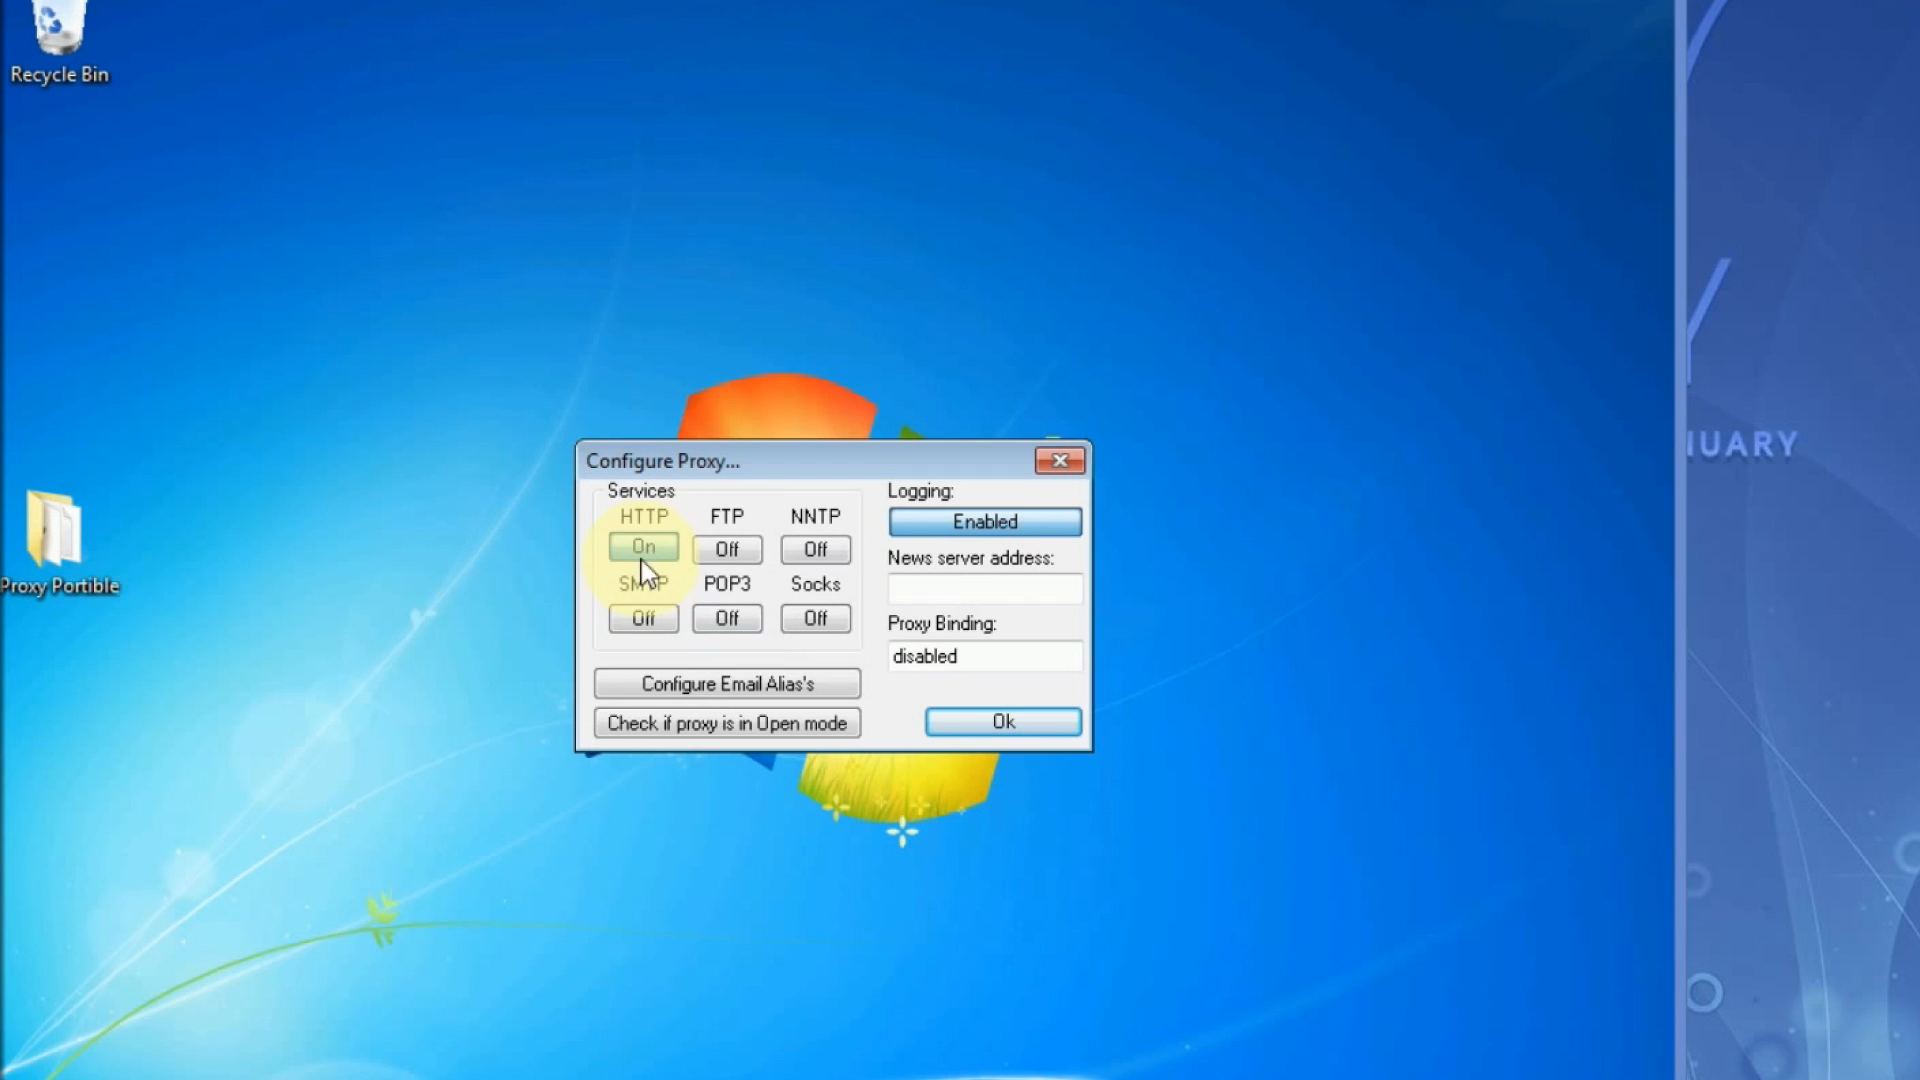 Recycle Bin
Proxy Portible
Configure Proxy...
Services
HTTP FTP NNTP
On Off Off
POP3 Socks
Off Off Off
Configure Email Alias's
Check if proxy is in Open mode
Logging:
Enabled
News server address:
Proxy Binding:
disabled
Ok
NUARY